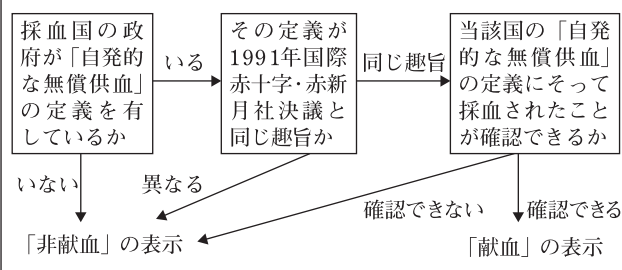 採血国の政
府が「自発的
な無償供血」
の定義を有
しているか
いる
その定義が
1991年国際
赤十字・赤新
月社決議と
同じ趣旨か
同じ趣旨
当該国の「自発
的な無償供血」
の定義にそって
採血されたこと
が確認できるか
いない
異なる
確認できない
確認できる
「非献血」の表示
「献血」の表示